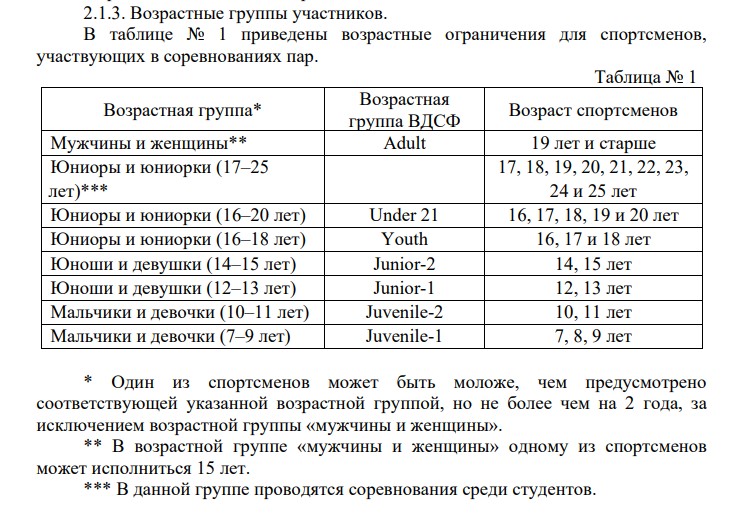 2.1.3. Возрастные группы участников.
В таблице № 1 приведены возрастные ограничения для спортсменов,
участвующих в соревнованиях пар.
Таблица № 1
Возрастная группа* Возрастная группа ВДСФ Возраст спортсменов
Мужчины и женщины** Adult 19 лет и старше
Юниоры и юниорки (17–25 17, 18, 19, 20, 21, 22, 23,
лет)*** 24 и 25 лет
Юниоры и юниорки (16–20 лет) Under 21 16, 17, 18, 19 и 20 лет
Юниоры и юниорки (16–18 лет) Youth 16, 17 и 18 лет
Юноши и девушки (14–15 лет) Junior-2 14, 15 лет
Юноши и девушки (12–13 лет) Junior-1 12, 13 лет
Мальчики и девочки (10–11 лет) Juvenile-2 10, 11 лет
Мальчики и девочки (7–9 лет) Juvenile-1 7, 8, 9 лет
* Один из спортсменов может быть моложе, чем предусмотрено
соответствующей указанной возрастной группой, но не более чем на 2 года, за
исключением возрастной группы «мужчины и женщины».
** В возрастной группе «мужчины и женщины» одному из спортсменов
может исполниться 15 лет.
*** В данной группе проводятся соревнования среди студентов.